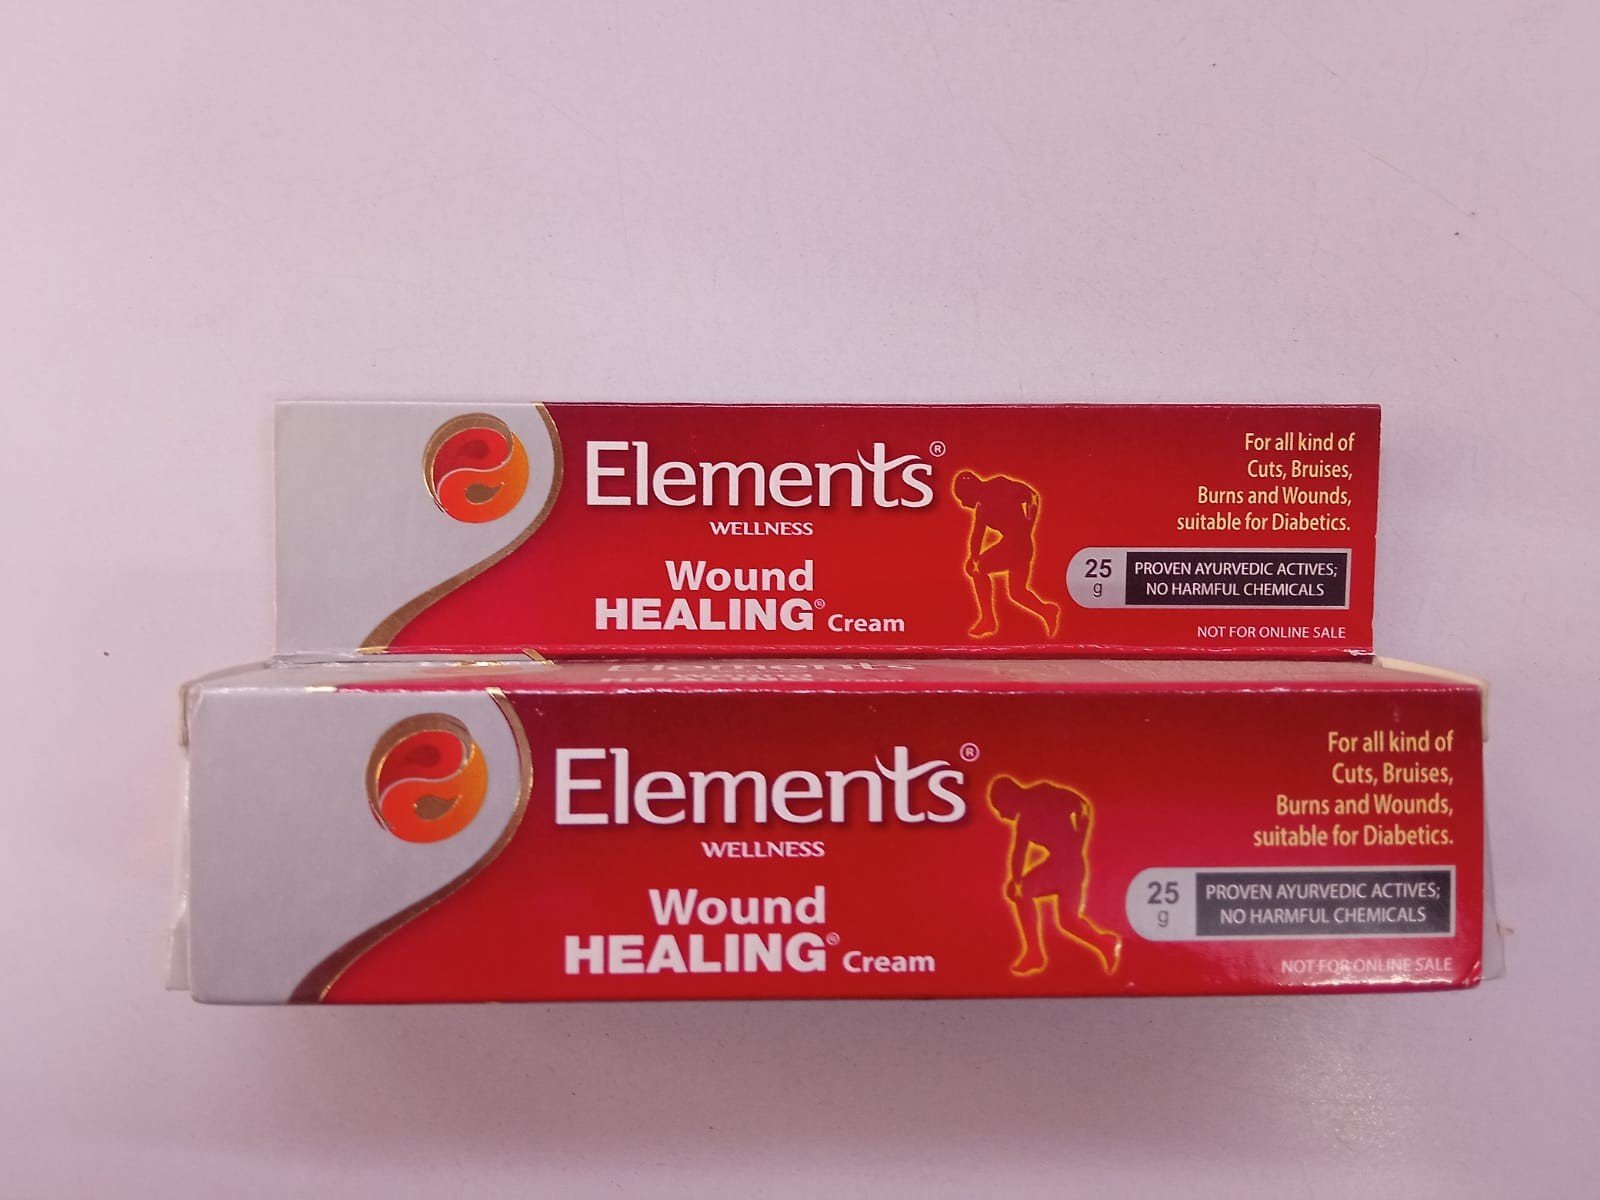 Elements®
WELLNESS
Wound
HEALING® Cream
For all kind of
Cuts, Bruises,
Burns and Wounds,
suitable for Diabetics.
25
g
PROVEN AYURVEDIC ACTIVES;
NO HARMFUL CHEMICALS
NOT FOR ONLINE SALE
Elements
Elements®
WELLNESS
Wound
HEALING® Cream
For all kind of
Cuts, Bruises,
Burns and Wounds,
suitable for Diabetics.
25
g
PROVEN AYURVEDIC ACTIVES;
NO HARMFUL CHEMICALS
NOT FOR ONLINE SALE